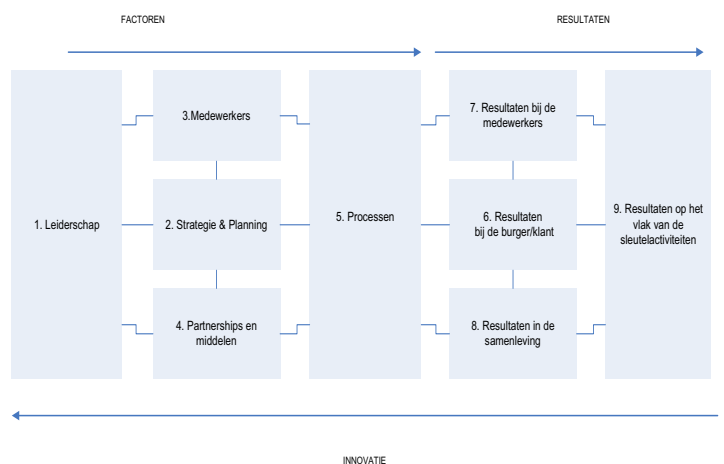 FACTOREN
RESULTATEN
1. Leiderschap
3.Medewerkers
2. Strategie & Planning
4. Partnerships en
middelen
5. Processen
7. Resultaten bij de
medewerkers
6. Resultaten
bij de burger/klant
8. Resultaten in de
samenleving
9. Resultaten op het
vlak van de
sleutelactiviteiten
INNOVATIE